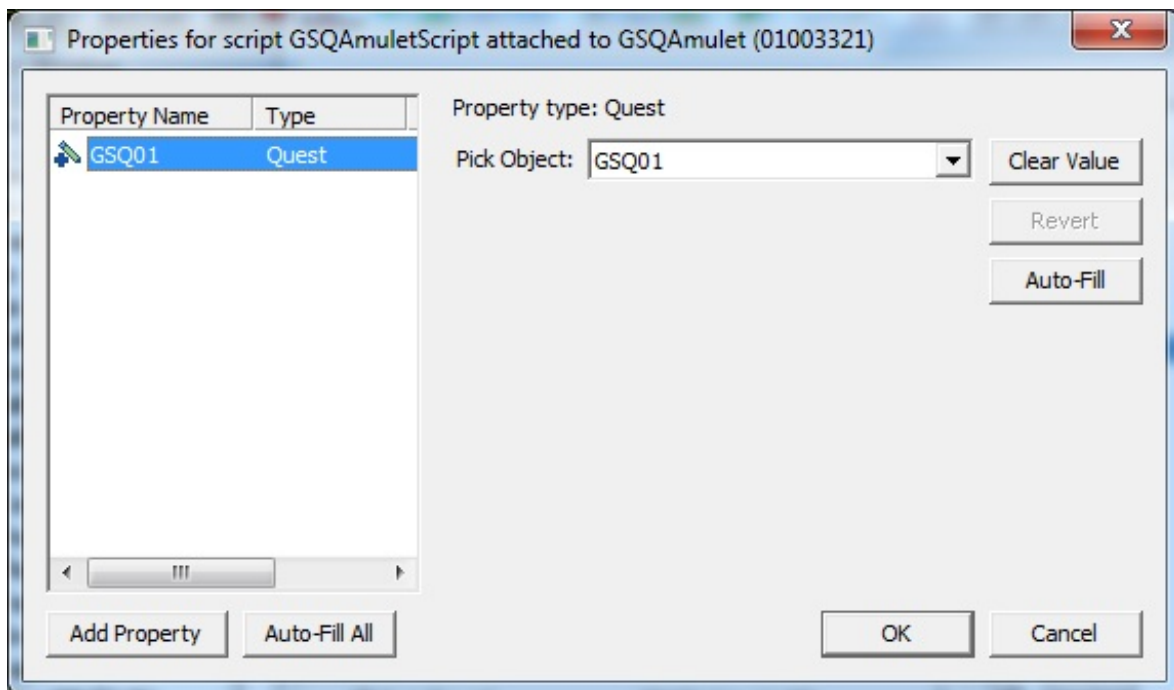 Properties for script GSQAmuletScript attached to GSQAmulet (01003321)
Property Name Type
GSQ01 Quest
Property type: Quest
Pick Object: GSQ01
Clear Value
Revert
Auto-Fill
Add Property
Auto-Fill All
OK
Cancel